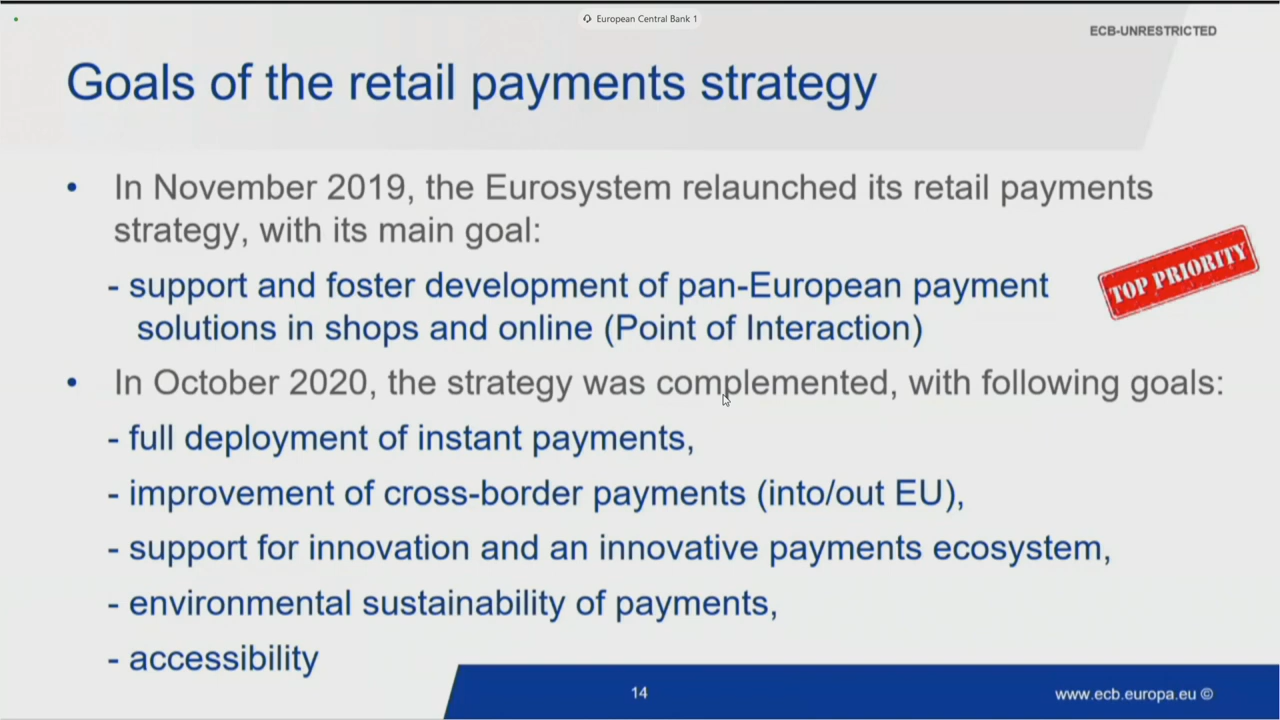 European Central Bank 1
ECB-UNRESTRICTED
Goals of the retail payments strategy
• In November 2019, the Eurosystem relaunched its retail payments
strategy, with its main goal:
- support and foster development of pan-European payment
solutions in shops and online (Point of Interaction)
TOP PRIORITY
• In October 2020, the strategy was complemented, with following goals:
- full deployment of instant payments,
- improvement of cross-border payments (into/out EU),
- support for innovation and an innovative payments ecosystem,
- environmental sustainability of payments,
- accessibility
14
www.ecb.europa.eu ©